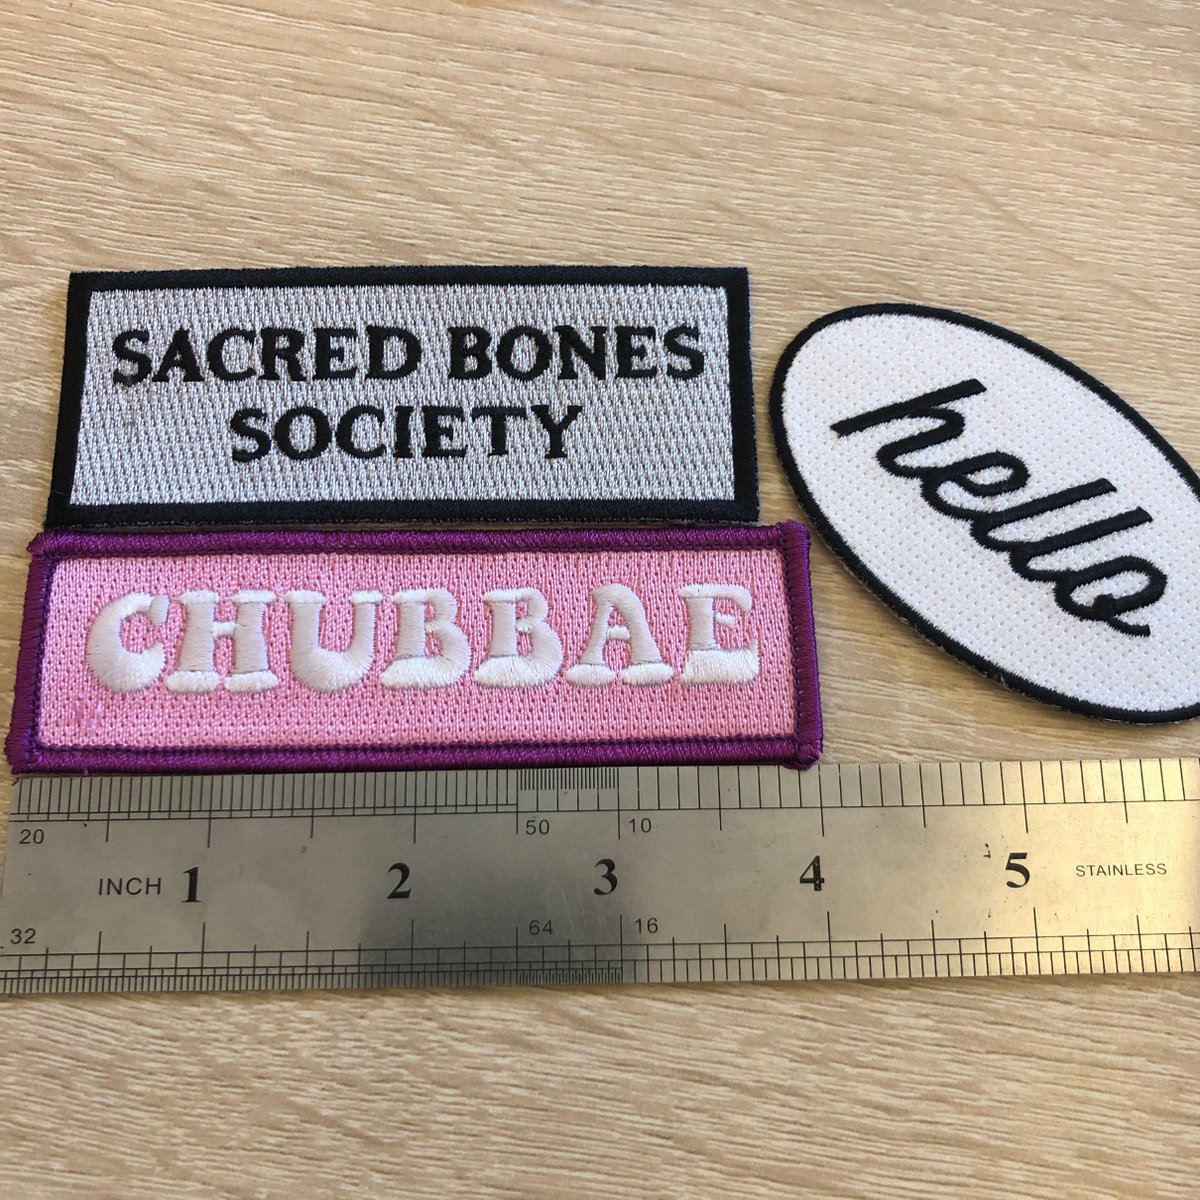 SACRED BONES
SOCIETY
hello
CHUBBAE
20 50 10
INCH 1 2 3 4 5 STAINLESS
32 64 16